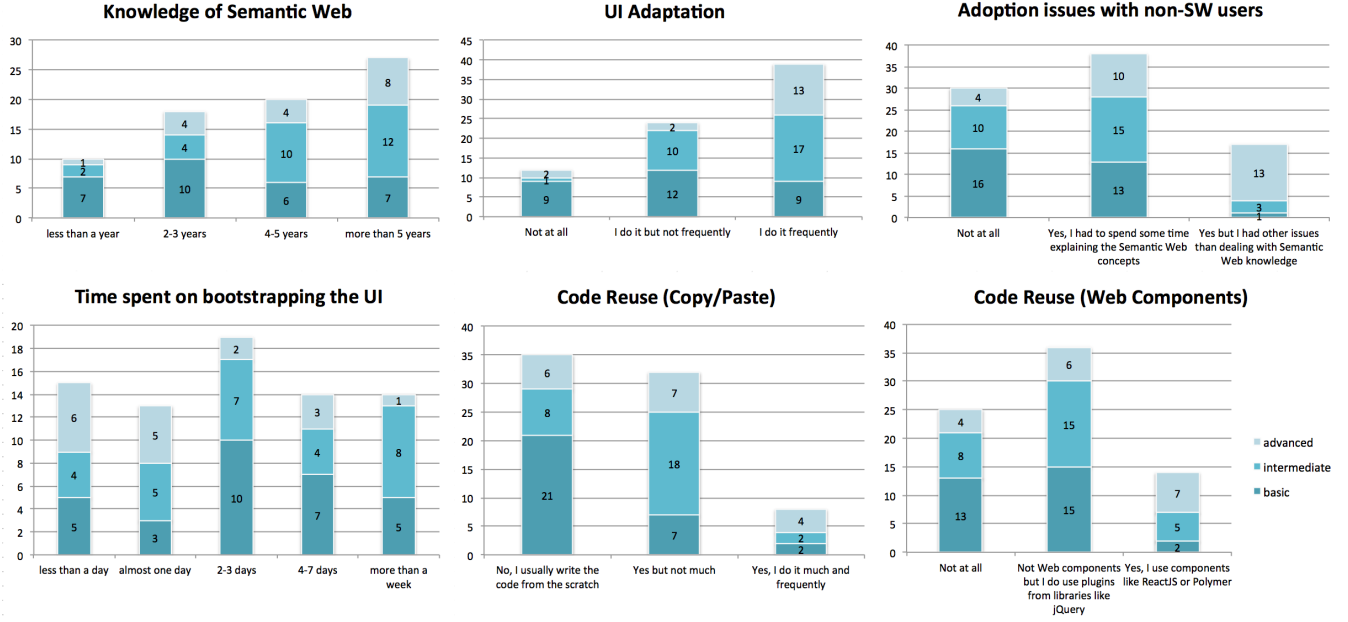 Knowledge of Semantic Web
30
25
20
15
10
5
0
7
2
1
10
4
4
6
10
4
7
12
8
less than a year
2-3 years
4-5 years
more than 5 years
UI Adaptation
45
40
35
30
25
20
15
10
5
0
9
1
2
12
10
2
9
17
13
Not at all
I do it but not frequently
I do it frequently
Adoption issues with non-SW users
40
35
30
25
20
15
10
5
0
16
10
4
13
15
10
1
3
13
Not at all
Yes, I had to spend some time
explaining the Semantic Web
concepts
Yes but I had other issues
than dealing with Semantic
Web knowledge
Time spent on bootstrapping the UI
20
18
16
14
12
10
8
6
4
2
0
5
4
6
3
5
5
10
7
2
7
4
3
5
8
1
less than a day
almost one day
2-3 days
4-7 days
more than a
week
Code Reuse (Copy/Paste)
40
35
30
25
20
15
10
5
0
21
8
6
7
18
7
2
2
4
No, I usually write the
code from the scratch
Yes but not much
Yes, I do it much and
frequently
Code Reuse (Web Components)
40
35
30
25
20
15
10
5
0
13
8
4
15
15
6
2
5
7
Not at all
Not Web components
but I do use plugins
from libraries like
jQuery
Yes, I use components
like ReactJS or Polymer
advanced
intermediate
basic